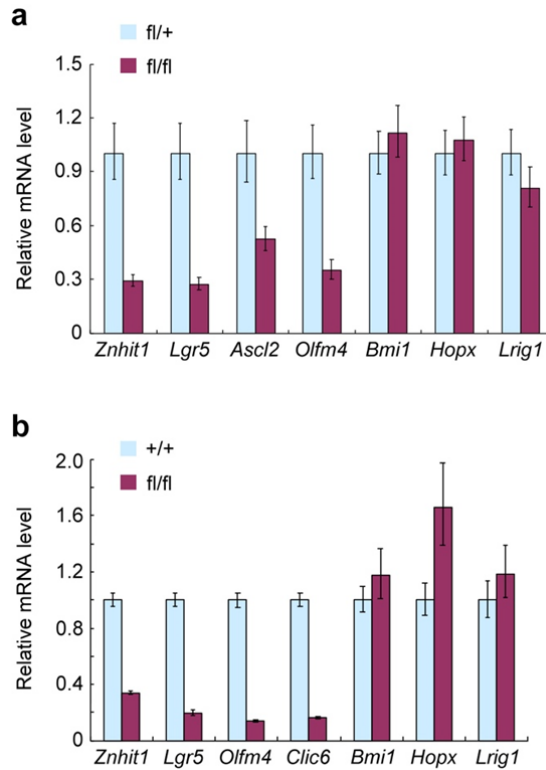 a
fl/+
fl/fl
Relative mRNA level
1.5
1.2
0.9
0.6
0.3
0
Znhit1 Lgr5 Ascl2 Olfm4 Bmi1 Hopx Lrig1
b
+/+
fl/fl
Relative mRNA level
2.0
1.6
1.2
0.8
0.4
0
Znhit1 Lgr5 Olfm4 Clic6 Bmi1 Hopx Lrig1